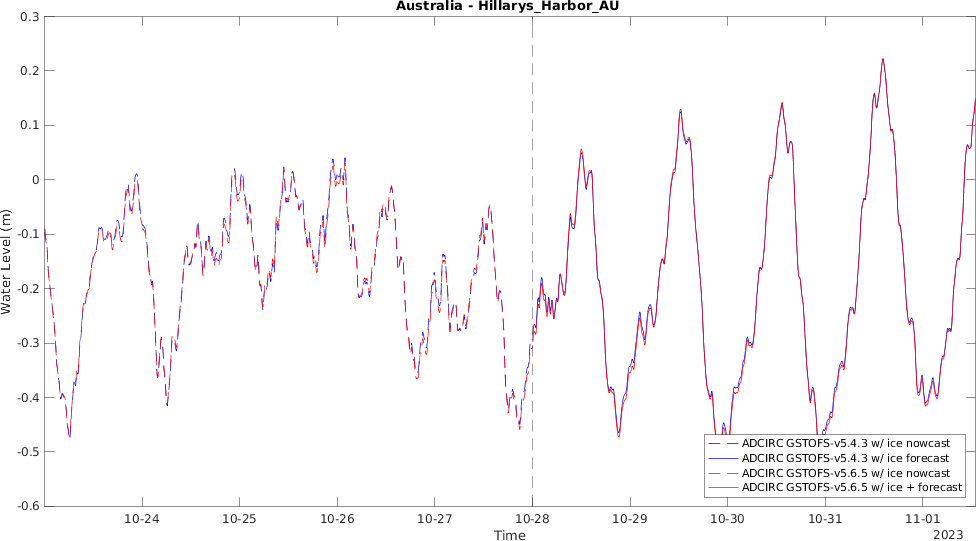 Australia - Hillarys_Harbor_AU
0.3
0.2
0.1
0
-0.1
-0.2
-0.3
-0.4
-0.5
-0.6
Water Level (m)
ADCIRC GSTOFS-v5.4.3 w/ ice nowcast
ADCIRC GSTOFS-v5.4.3 w/ ice forecast
ADCIRC GSTOFS-v5.6.5 w/ ice nowcast
ADCIRC GSTOFS-v5.6.5 w/ ice + forecast
10-24 10-25 10-26 10-27 10-28 10-29 10-30 10-31 11-01
Time
2023